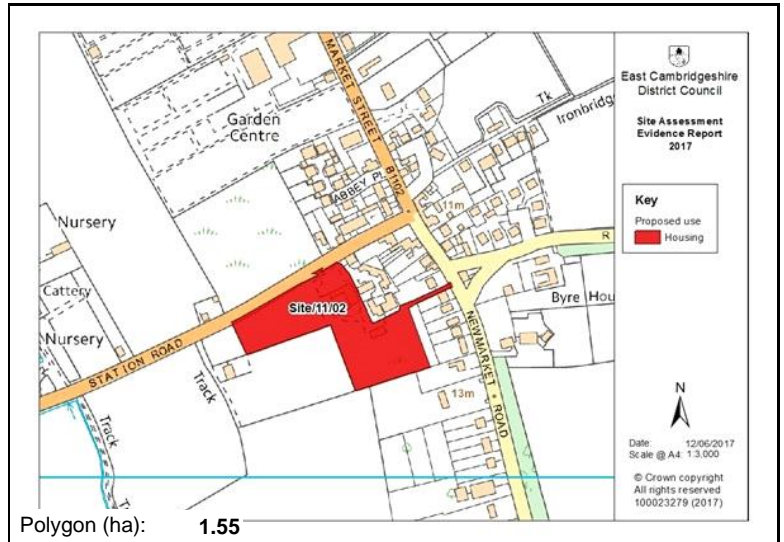 MARKET STREET
Garden
Centre
Tk
Ironbridg
ABBEY PL
B1102
11m
Nursery
R
Cattery
Site/11/02
Byre Hou
Nursery
STATION ROAD
Track
NEWMARKET ROAD
13m
Track
East Cambridgeshire
District Council
Site Assessment
Evidence Report
2017
Key
Proposed use
Housing
N
Date: 12/06/2017
Scale @ A4: 1:3,000
© Crown copyright
All rights reserved
100023279 (2017)
Polygon (ha): 1.55